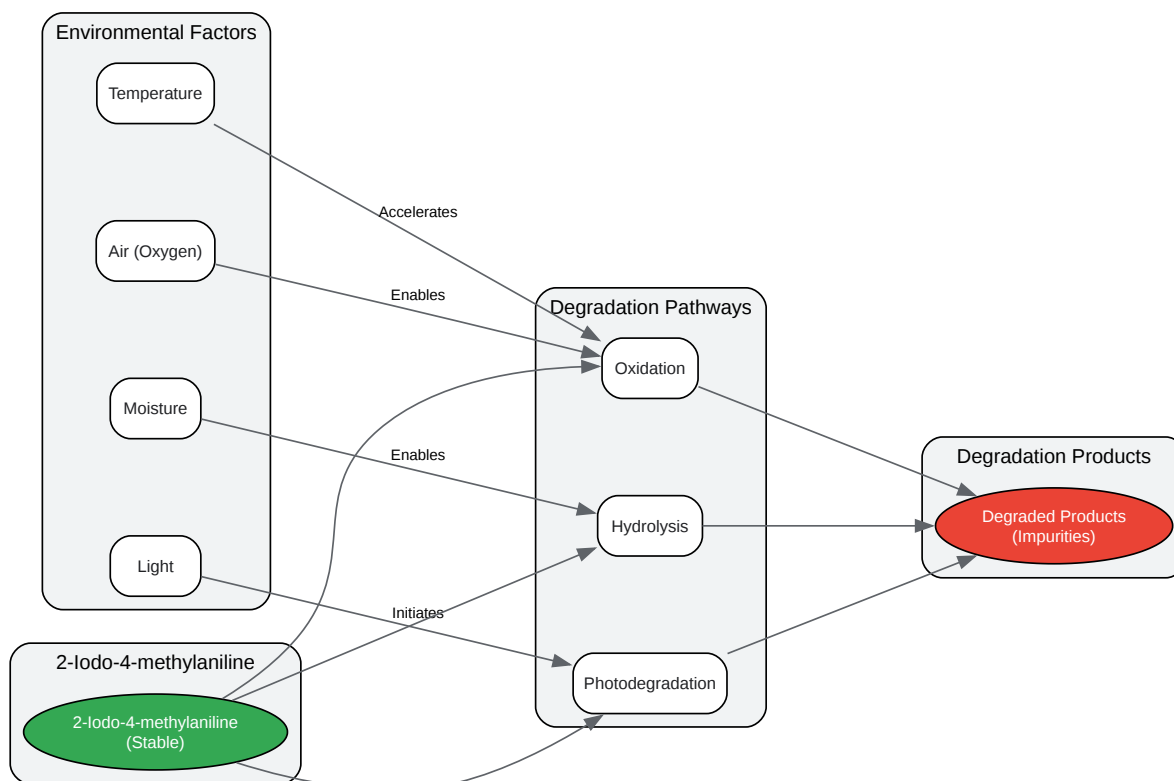 Environmental Factors
Temperature
Accelerates
Air (Oxygen)
Enables
Degradation Pathways
Oxidation
Moisture
Enables
Degradation Products
Degraded Products
(Impurities)
Hydrolysis
Light
Initiates
2-Iodo-4-methylaniline
Photodegradation
2-Iodo-4-methylaniline
(Stable)